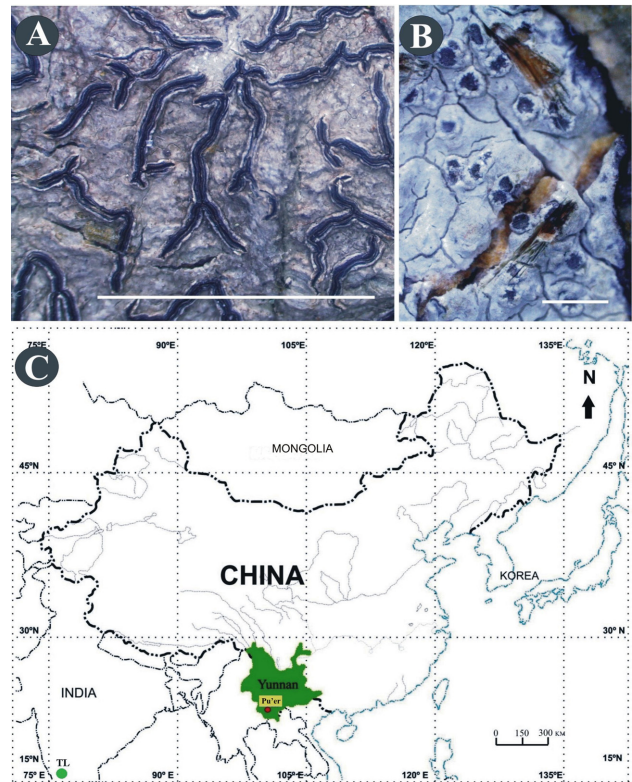 A
B
C
75°E 90°E 105°E 120°E 135°E
N
MONGOLIA
45°N 45°N
CHINA
KOREA
30°N 30° N
Yunnan
Pu'er
INDIA
TL
0 150 300 KM
15°N 15°N
75° E 90°E 105°E 120°E 135°E